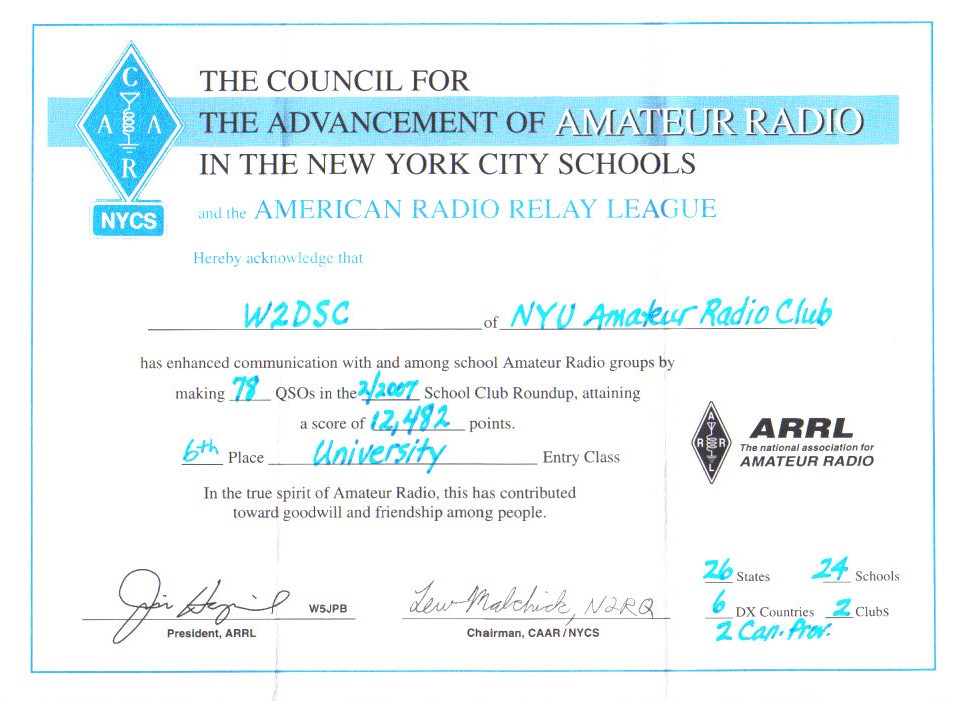 C
A A
R
NYCS
THE COUNCIL FOR
THE ADVANCEMENT OF AMATEUR RADIO
IN THE NEW YORK CITY SCHOOLS
and the AMERICAN RADIO RELAY LEAGUE
Hereby acknowledge that
W2DSC of NYU Amateur Radio Club
has enhanced communication with and among school Amateur Radio groups by
making 78 QSOs in the 2/2007 School Club Roundup, attaining
a score of 12,482 points.
6th Place University Entry Class
In the true spirit of Amateur Radio, this has contributed
toward goodwill and friendship among people.
A
R R
L
ARRL
The national association for
AMATEUR RADIO
26 States 24 Schools
6 DX Countries 2 Clubs
2 Can. Prov.
W5JPB
President, ARRL
Lew Malchick, N2RQ
Chairman, CAAR/NYCS